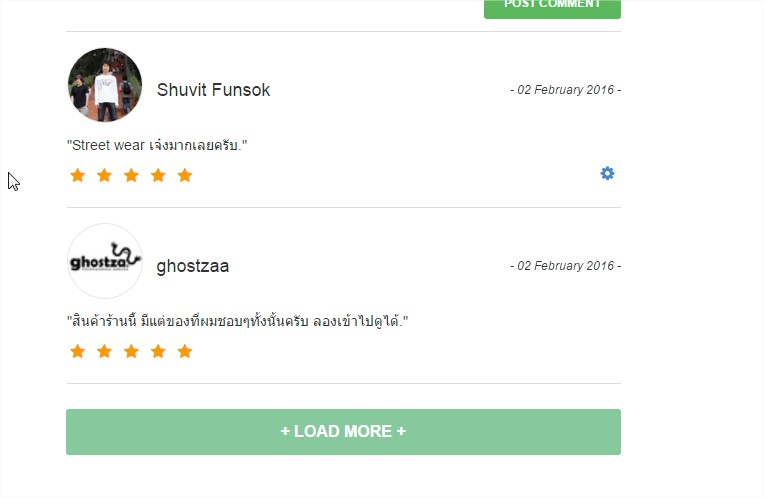 POST COMMENT
Shuvit Funsok
- 02 February 2016 -
"Street wear เจ๋งมากเลยครับ."
ghostza
ghostzaa
- 02 February 2016 -
"สินค้าร้านนี้ มีแต่ของที่ผมชอบๆทั้งนั้นครับ ลองเข้าไปดูได้."
+ LOAD MORE +